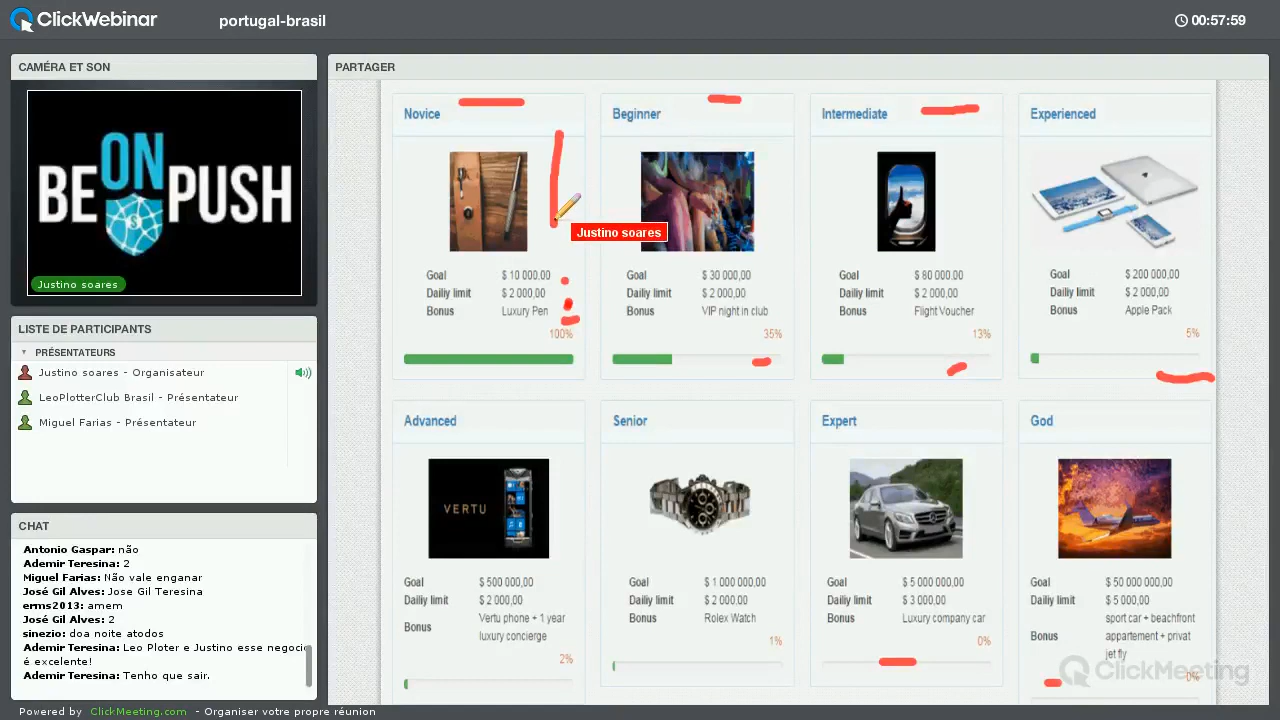 ClickWebinar
portugal-brasil
00:57:59
CAMÉRA ET SON
BE ON PUSH
Justino soares
LISTE DE PARTICIPANTS
PRÉSENTATEURS
Justino soares - Organisateur
LeoPlotterClub Brasil - Présentateur
Miguel Farias - Présentateur
CHAT
Antonio Gaspar: não
Ademir Teresina: 2
Miguel Farias: Não vale enganar
José Gil Alves: Jose Gil Teresina
erms2013: amem
José Gil Alves: 2
sinezio: doa noite atodos
Ademir Teresina: Leo Ploter e Justino esse negocio
é excelente!
Ademir Teresina: Tenho que sair.
PARTAGER
Novice
Goal $ 10 000,00
Dailiy limit $ 2 000,00
Bonus Luxury Pen
100%
Justino soares
Beginner
Goal $ 30 000,00
Dailiy limit $ 2 000,00
Bonus VIP night in club
35%
Intermediate
Goal $ 80 000,00
Dailiy limit $ 2 000,00
Bonus Flight Voucher
13%
Experienced
Goal $ 200 000,00
Dailiy limit $ 2 000,00
Bonus Apple Pack
5%
Advanced
VERTU
Goal $ 500 000,00
Dailiy limit $ 2 000,00
Bonus Vertu phone + 1 year
luxury concierge
2%
Senior
Goal $ 1 000 000,00
Dailiy limit $ 2 000,00
Bonus Rolex Watch
1%
Expert
Goal $ 5 000 000,00
Dailiy limit $ 3 000,00
Bonus Luxury company car
0%
God
Goal $ 50 000 000,00
Dailiy limit $ 5 000,00
Bonus sport car + beachfront
appartement + privat
jet fly
0%
ClickMeeting
Powered by ClickMeeting.com - Organiser votre propre réunion